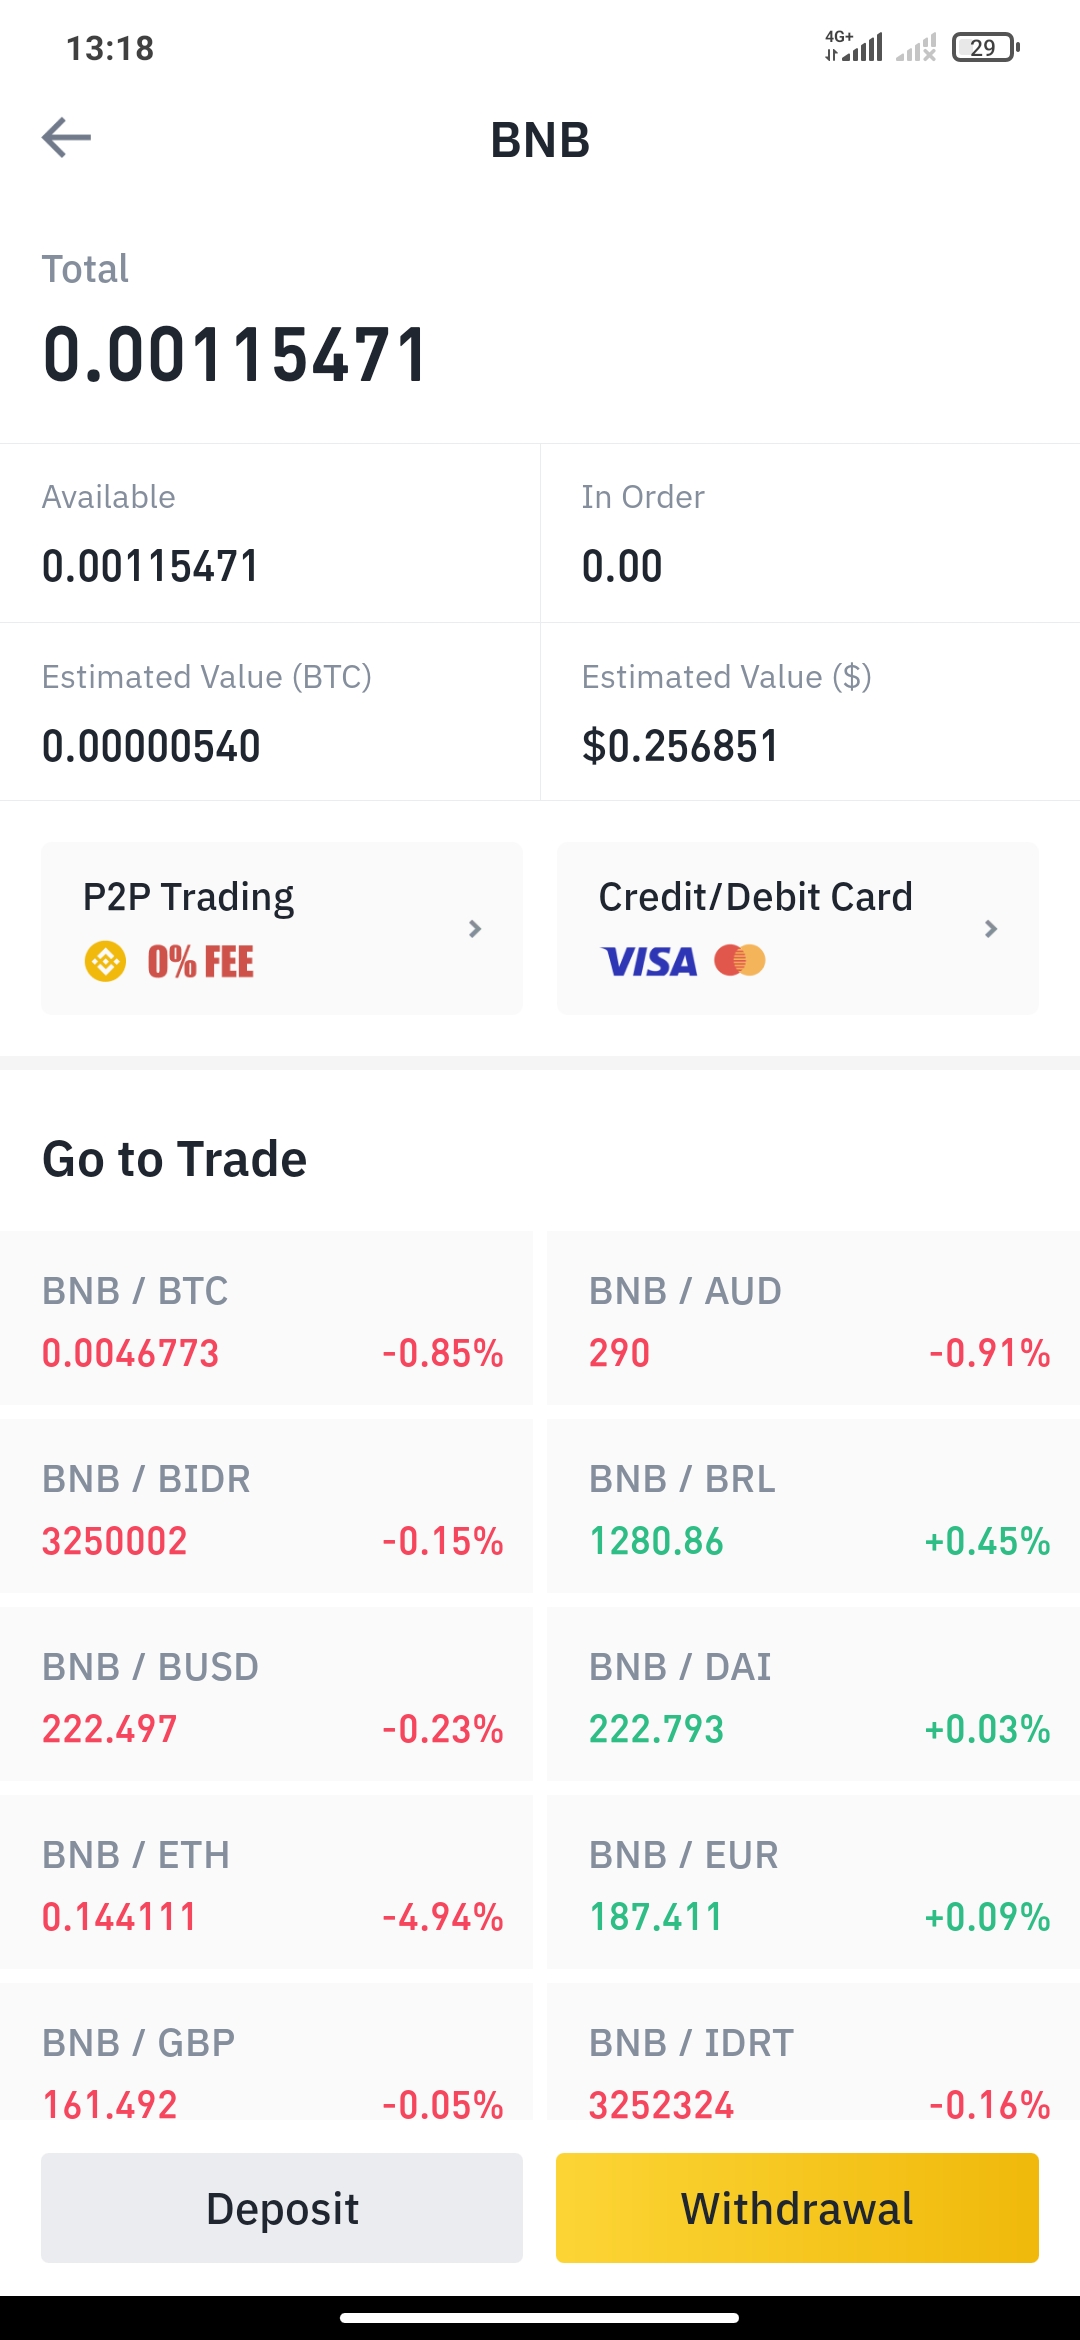 13:18
4G+
29
BNB
Total
0.00115471
Available
In Order
0.00115471
0.00
Estimated Value (BTC)
Estimated Value ($)
0.00000540
$0.256851
P2P Trading
Credit/Debit Card
0% FEE
VISA
Go to Trade
BNB / BTC
BNB / AUD
0.0046773 -0.85%
290 -0.91%
BNB / BIDR
BNB / BRL
3250002 -0.15%
1280.86 +0.45%
BNB / BUSD
BNB / DAI
222.497 -0.23%
222.793 +0.03%
BNB / ETH
BNB / EUR
0.144111 -4.94%
187.411 +0.09%
BNB / GBP
BNB / IDRT
161.492 -0.05%
3252324 -0.16%
Deposit
Withdrawal